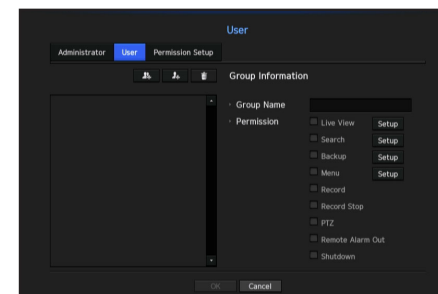 User
Administrator User Permission Setup
Group Information
Group Name
Permission
Live View Setup
Search Setup
Backup Setup
Menu Setup
Record
Record Stop
PTZ
Remote Alarm Out
Shutdown
OK Cancel